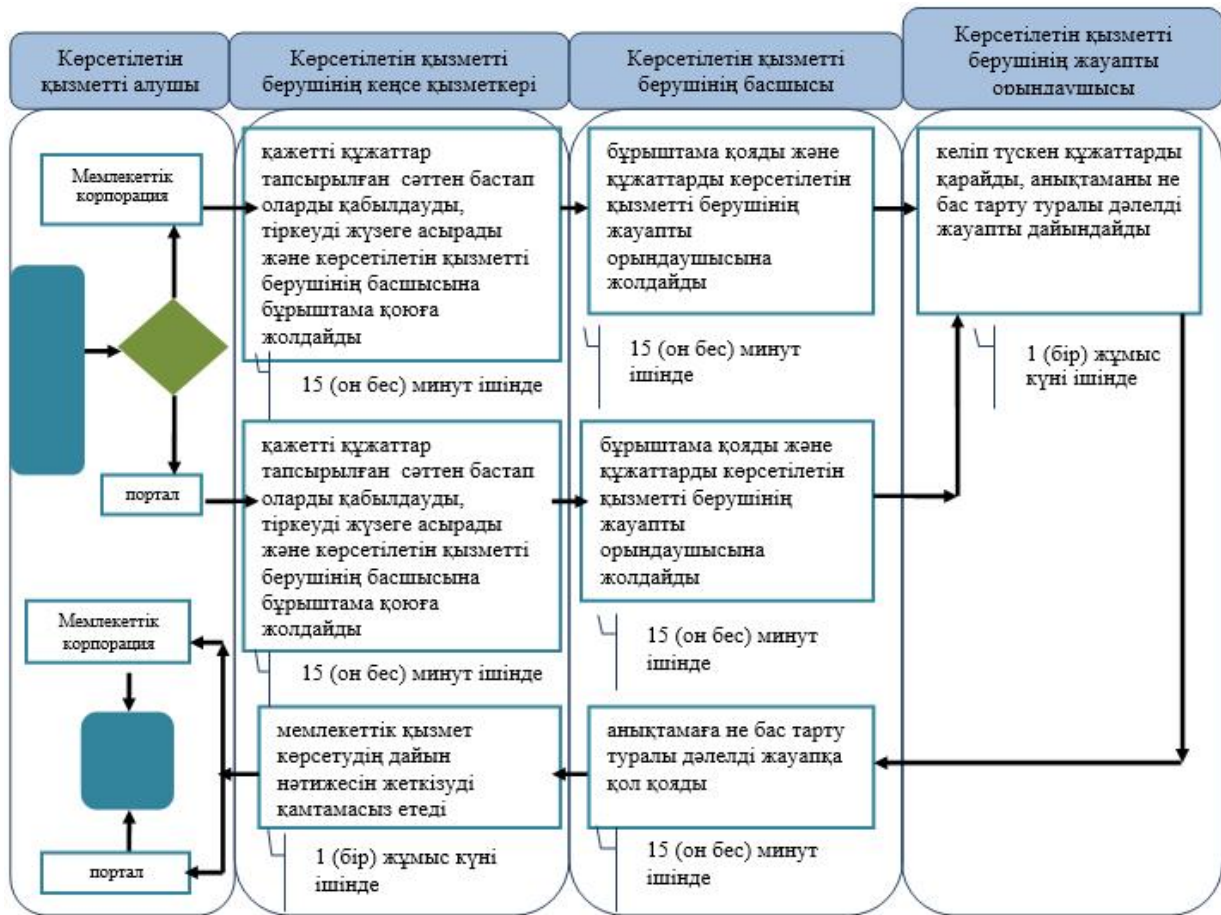 Көрсетілетін
қызметті алушы
Көрсетілетін қызметті
берушінің кеңсе қызметкері
Көрсетілетін қызметті
берушінің басшысы
Көрсетілетін қызметті
берушінің жауапты
орындаушысы
Мемлекеттік
корпорация
қажетті құжаттар
тапсырылған сәттен бастап
оларды қабылдауды,
тіркеуді жүзеге асырады
және көрсетілетін қызметті
берушінің басшысына
бұрыштама қоюға
жолдайды
15 (он бес) минут ішінде
бұрыштама қояды және
құжаттарды көрсетілетін
қызметті берушінің
жауапты
орындаушысына
жолдайды
15 (он бес) минут
ішінде
келіп түскен құжаттарды
қарайды, анықтаманы не
бас тарту туралы дәлелді
жауапты дайындайды
1 (бір) жұмыс
күні ішінде
портал
қажетті құжаттар
тапсырылған сәттен бастап
оларды қабылдауды,
тіркеуді жүзеге асырады
және көрсетілетін қызметті
берушінің басшысына
бұрыштама қоюға
жолдайды
15 (он бес) минут ішінде
бұрыштама қояды және
құжаттарды көрсетілетін
қызметті берушінің
жауапты
орындаушысына
жолдайды
15 (он бес) минут
ішінде
Мемлекеттік
корпорация
мемлекеттік қызмет
көрсетудің дайын
нәтижесін жеткізуді
қамтамасыз етеді
1 (бір) жұмыс күні
ішінде
анықтамаға не бас тарту
туралы дәлелді жауапқа
қол қояды
15 (он бес) минут
ішінде
портал